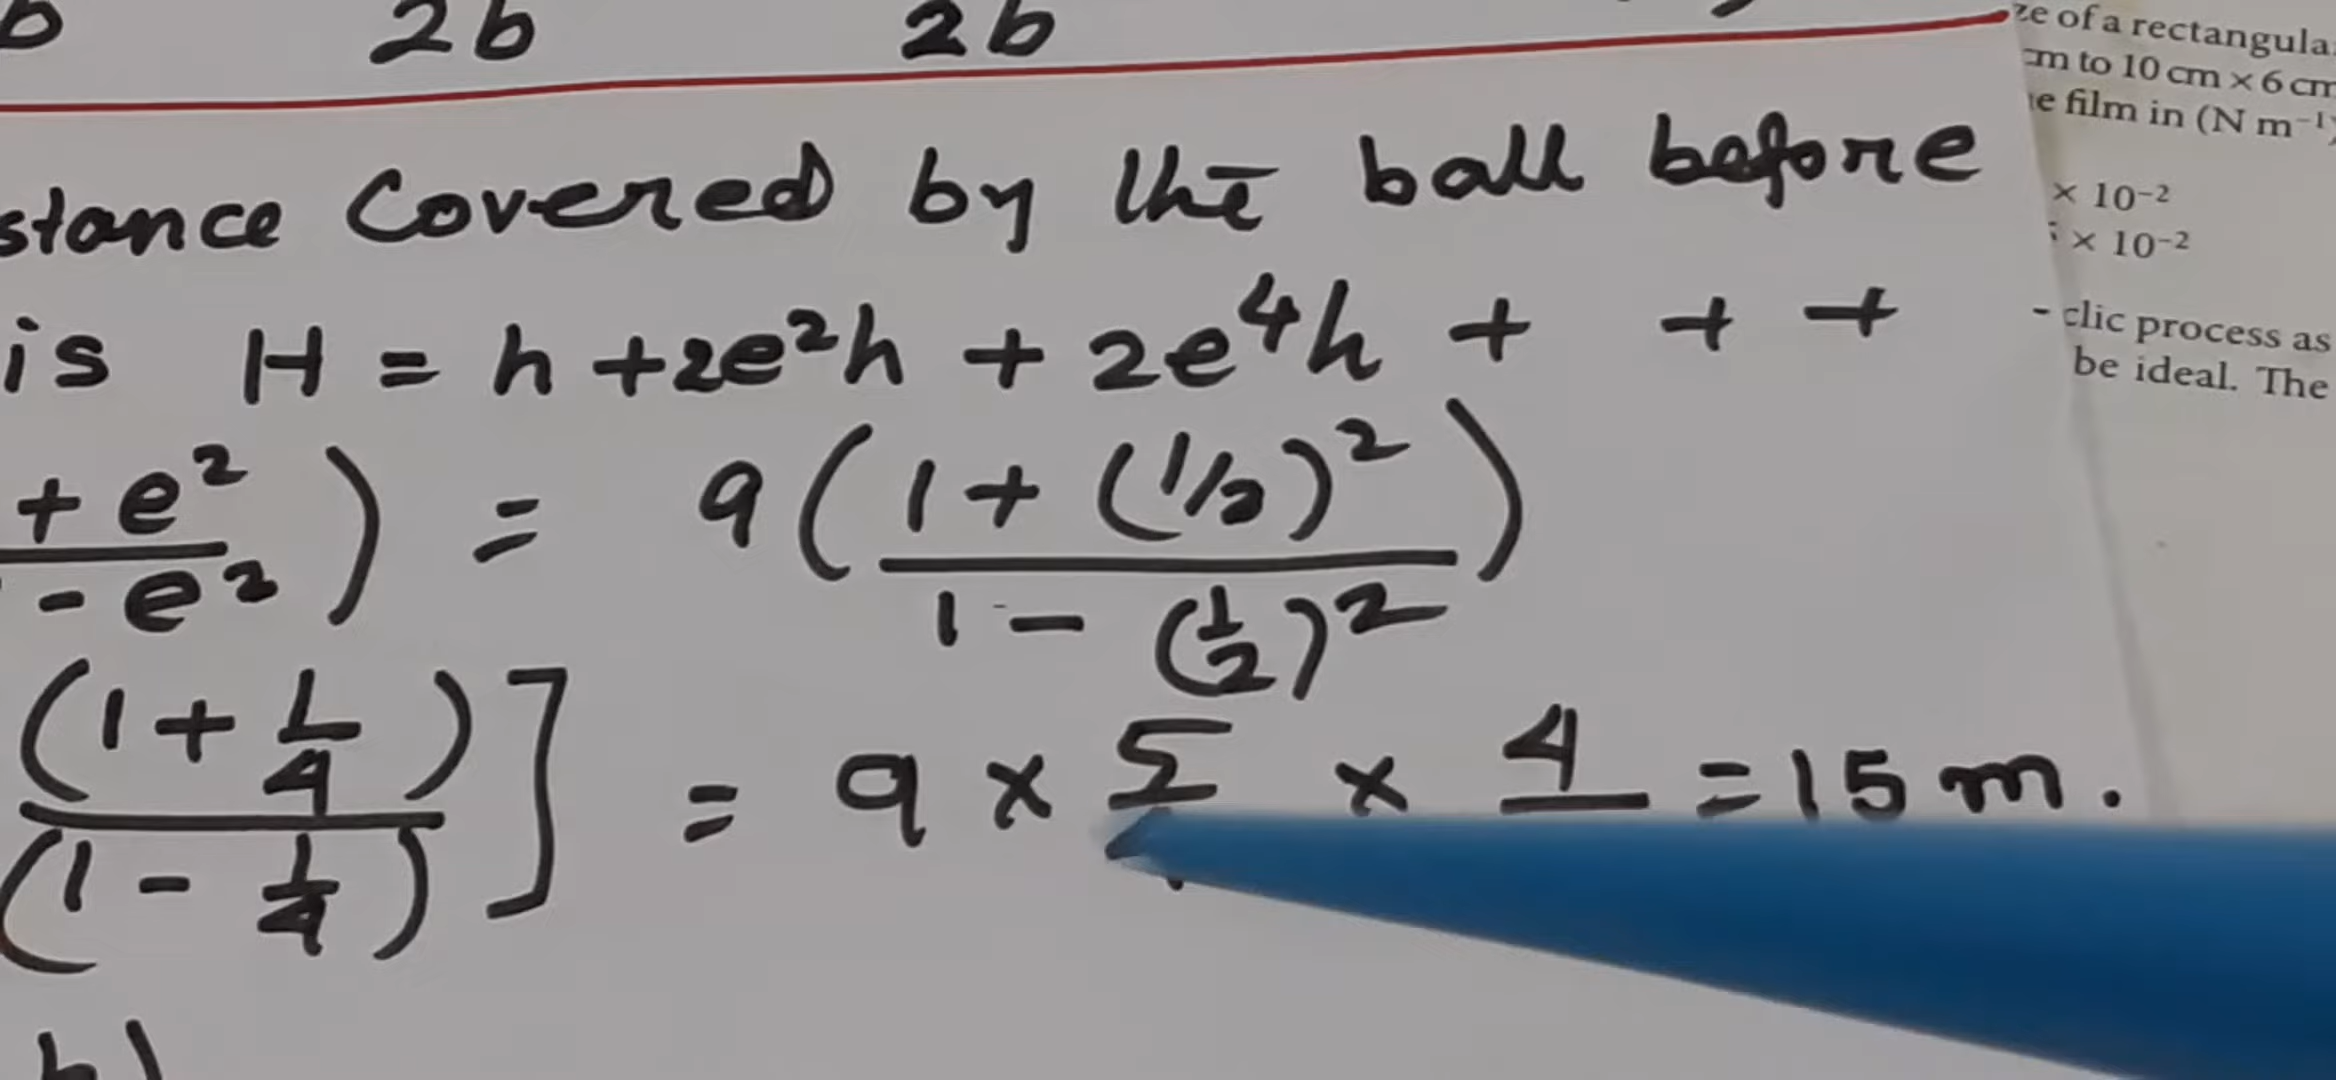 2b 2b
stance covered by the ball before
is H = h + 2e²h + 2e⁴h + + +
+ e² / - e² ) = 9 ( 1 + (1/2)² / 1 - (1/2)² )
(1 + 1/4) / (1 - 1/4) ] = 9 × 5/ × 4/ = 15 m.
h)
ze of a rectangular
cm to 10 cm × 6 cm
e film in (N m⁻¹)
× 10⁻²
× 10⁻²
clic process as
be ideal. The